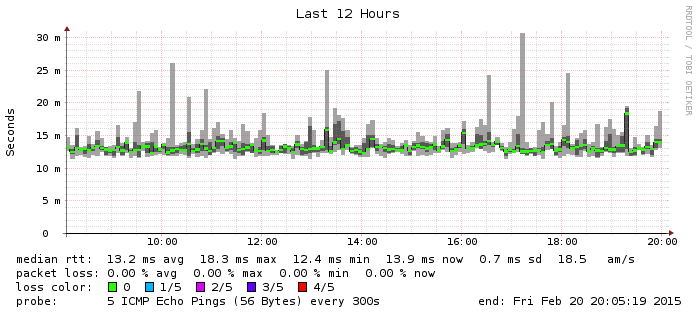 Last 12 Hours
RRDTOOL / TOBI OETIKER
Seconds
30 m
25 m
20 m
15 m
10 m
5 m
0
10:00 12:00 14:00 16:00 18:00 20:00
median rtt: 13.2 ms avg 18.3 ms max 12.4 ms min 13.9 ms now 0.7 ms sd 18.5 am/s
packet loss: 0.00 % avg 0.00 % max 0.00 % min 0.00 % now
loss color: 0 1/5 2/5 3/5 4/5
probe: 5 ICMP Echo Pings (56 Bytes) every 300s end: Fri Feb 20 20:05:19 2015